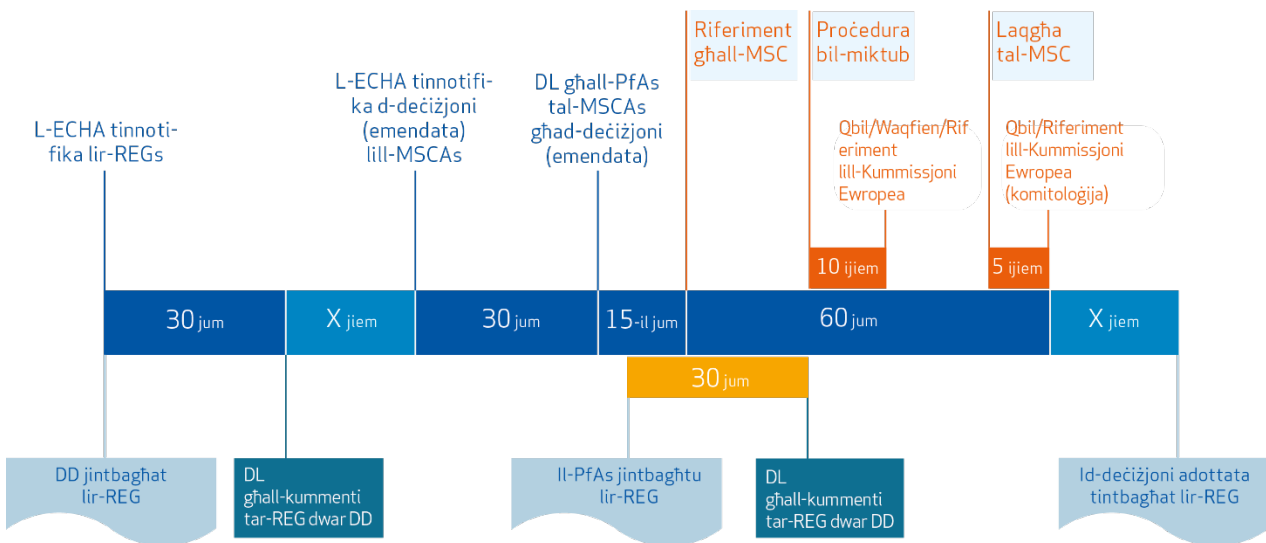 Riferiment
għall-MSC
Proċedura
bil-miktub
Laqgħa
tal-MSC
L-ECHA tinnotifi-
ka d-deċiżjoni
(emendata)
lill-MSCAs
DL għall-PfAs
tal-MSCAs
għad-deċiżjoni
(emendata)
L-ECHA tinnoti-
fika lir-REGs
Qbil/Waqfien/Rif
eriment
lill-Kummissjoni
Ewropea
Qbil/Riferiment
lill-Kummissjoni
Ewropea
(komitoloġija)
10 ijiem
5 ijiem
30 jum
X jiem
30 jum
15-il jum
60 jum
X jiem
30 jum
DD jintbagħat
lir-REG
DL
għall-kummenti
tar-REG dwar DD
Il-PfAs jintbagħtu
lir-REG
DL
għall-kummenti
tar-REG dwar DD
Id-deċiżjoni adottata
tintbagħat lir-REG